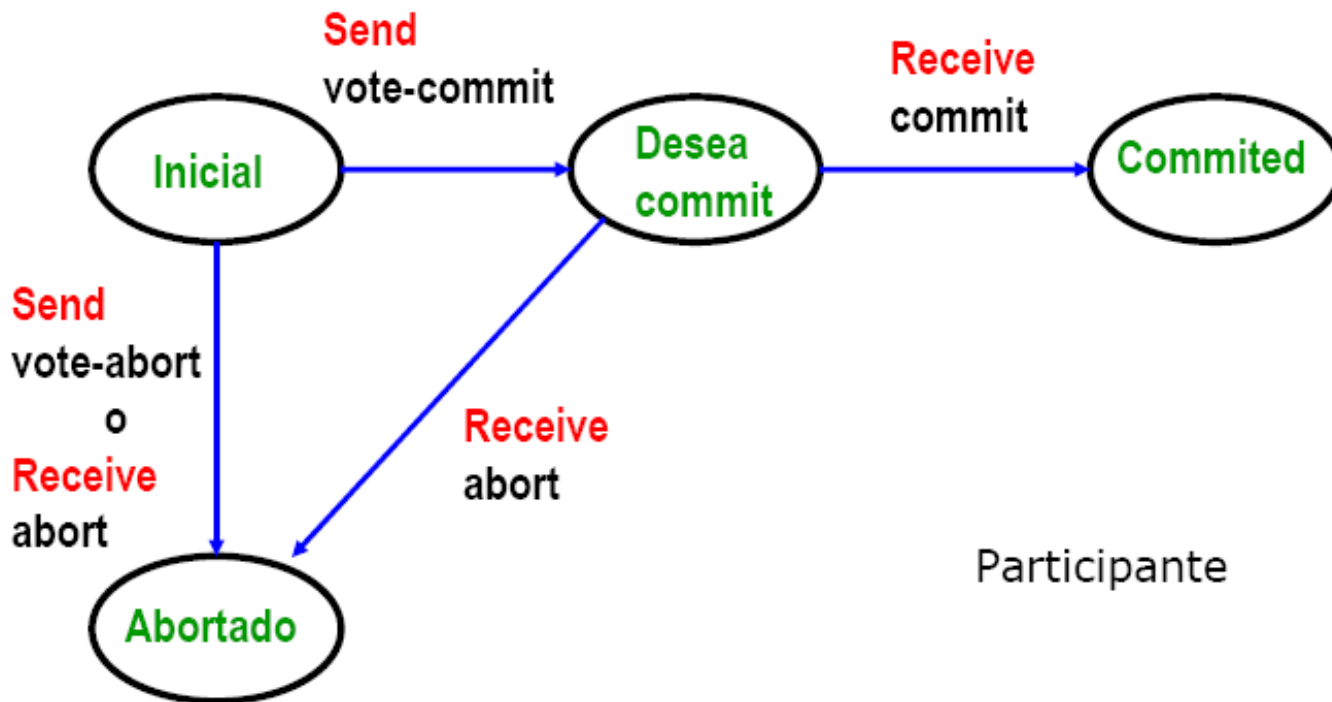 Send
vote-commit
Receive
commit
Inicial
Desea
commit
Commited
Send
vote-abort
o
Receive
abort
Receive
abort
Participante
Abortado